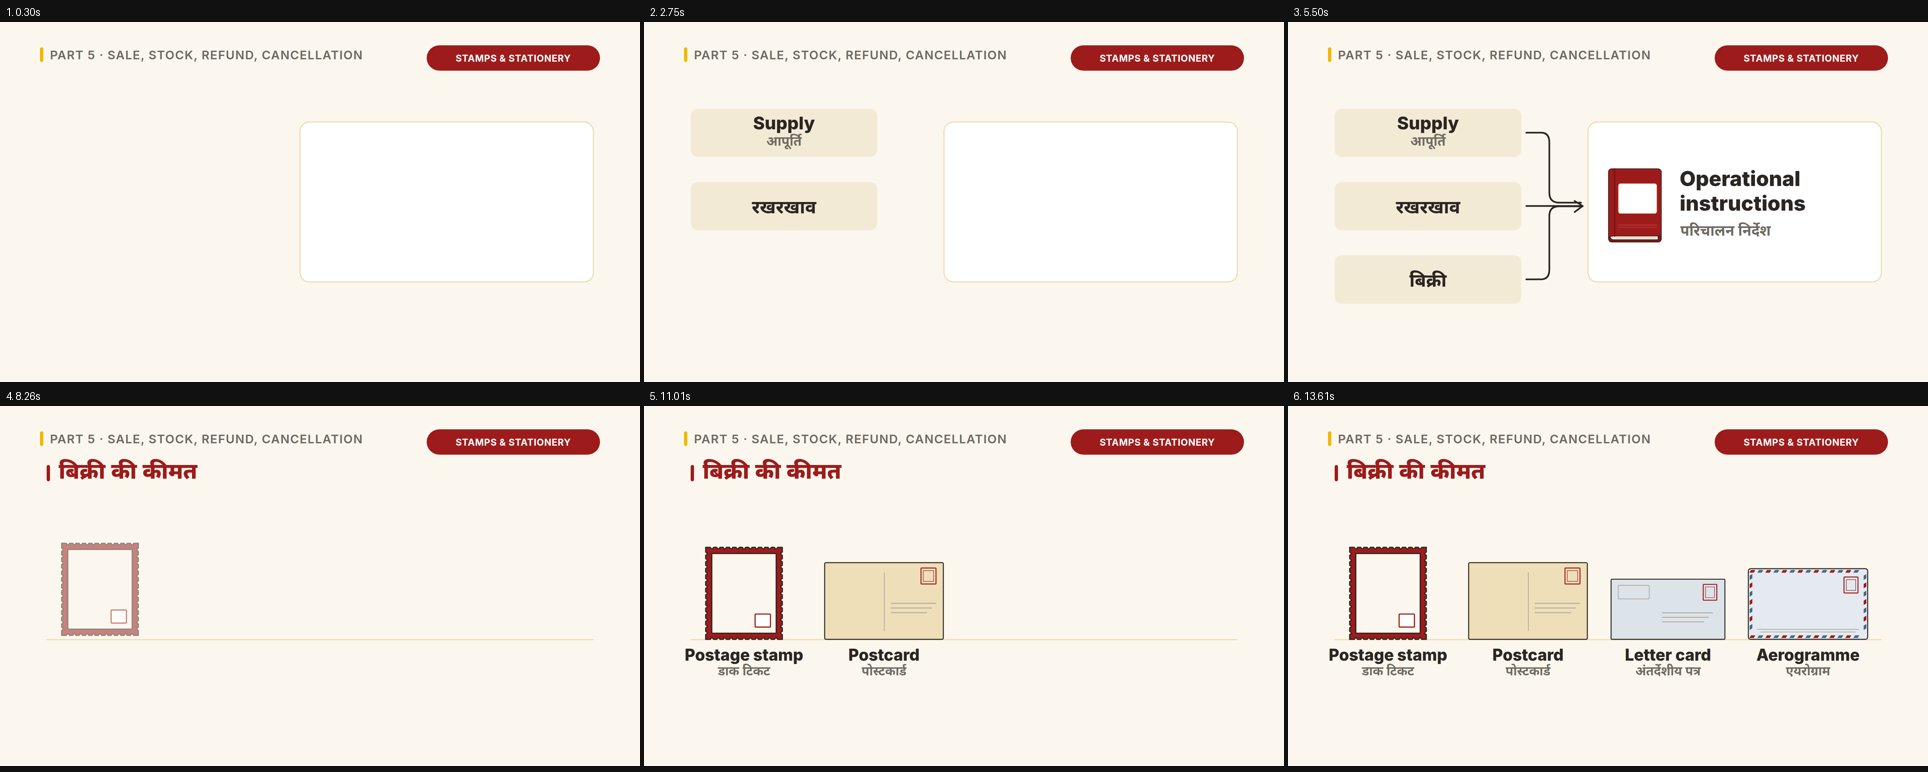 1. 0.30s
PART 5 · SALE, STOCK, REFUND, CANCELLATION
STAMPS & STATIONERY
2. 2.75s
PART 5 · SALE, STOCK, REFUND, CANCELLATION
STAMPS & STATIONERY
Supply
आपूर्ति
रखरखाव
3. 5.50s
PART 5 · SALE, STOCK, REFUND, CANCELLATION
STAMPS & STATIONERY
Supply
आपूर्ति
रखरखाव
बिक्री
Operational
instructions
परिचालन निर्देश
4. 8.26s
PART 5 · SALE, STOCK, REFUND, CANCELLATION
STAMPS & STATIONERY
बिक्री की कीमत
5. 11.01s
PART 5 · SALE, STOCK, REFUND, CANCELLATION
STAMPS & STATIONERY
बिक्री की कीमत
Postage stamp
डाक टिकट
Postcard
पोस्टकार्ड
6. 13.61s
PART 5 · SALE, STOCK, REFUND, CANCELLATION
STAMPS & STATIONERY
बिक्री की कीमत
Postage stamp
डाक टिकट
Postcard
पोस्टकार्ड
Letter card
अंतर्देशीय पत्र
Aerogramme
एयरोग्राम